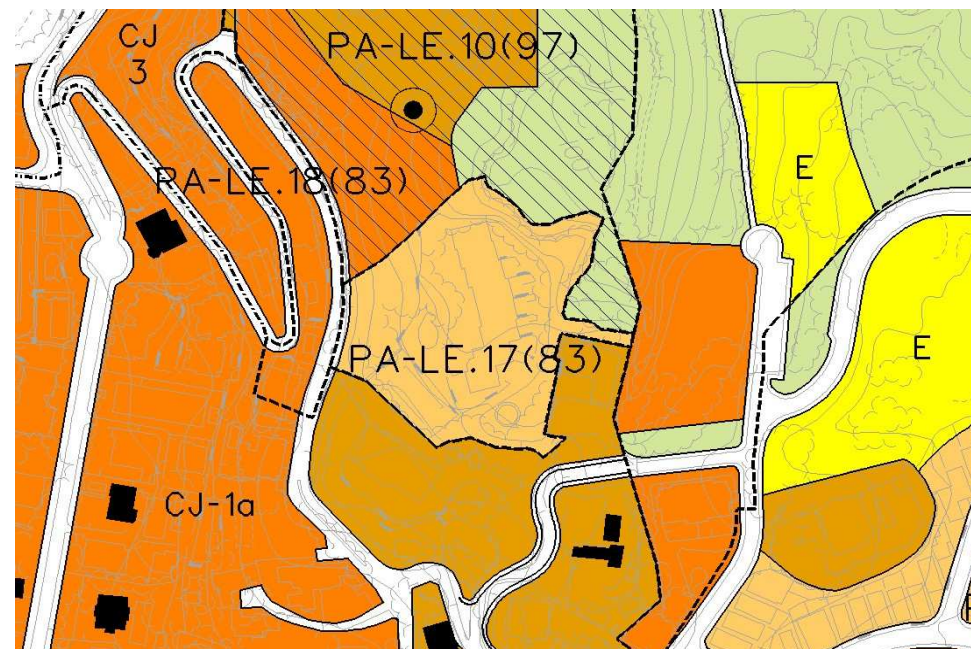 CJ
3
PA-LE.10(97)
PA-LE.18(83)
E
PA-LE.17(83)
E
CJ-1a